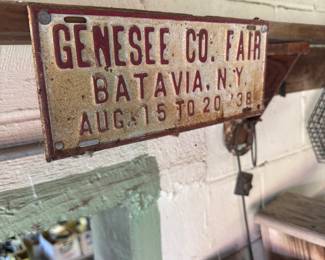 GENESEE CO. FAIR
BATAVIA, N.Y.
AUG. 15 TO 20 '38